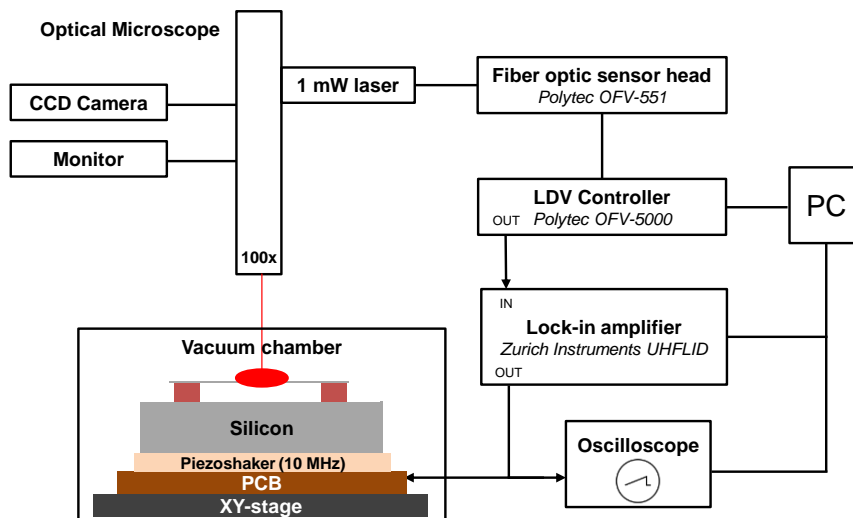 Optical Microscope
CCD Camera
Monitor
100x
1 mW laser
Fiber optic sensor head
Polytec OFV-551
LDV Controller
OUT Polytec OFV-5000
PC
IN
Lock-in amplifier
Zurich Instruments UHFLID
OUT
Oscilloscope
Vacuum chamber
Silicon
Piezoshaker (10 MHz)
PCB
XY-stage